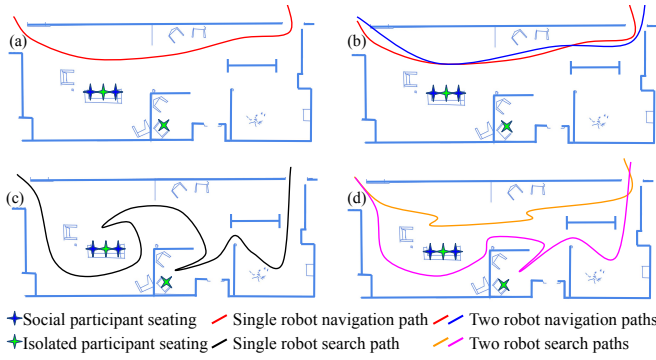 (a)
(b)
(c)
(d)
Social participant seating Single robot navigation path Two robot navigation paths
Isolated participant seating Single robot search path Two robot search paths